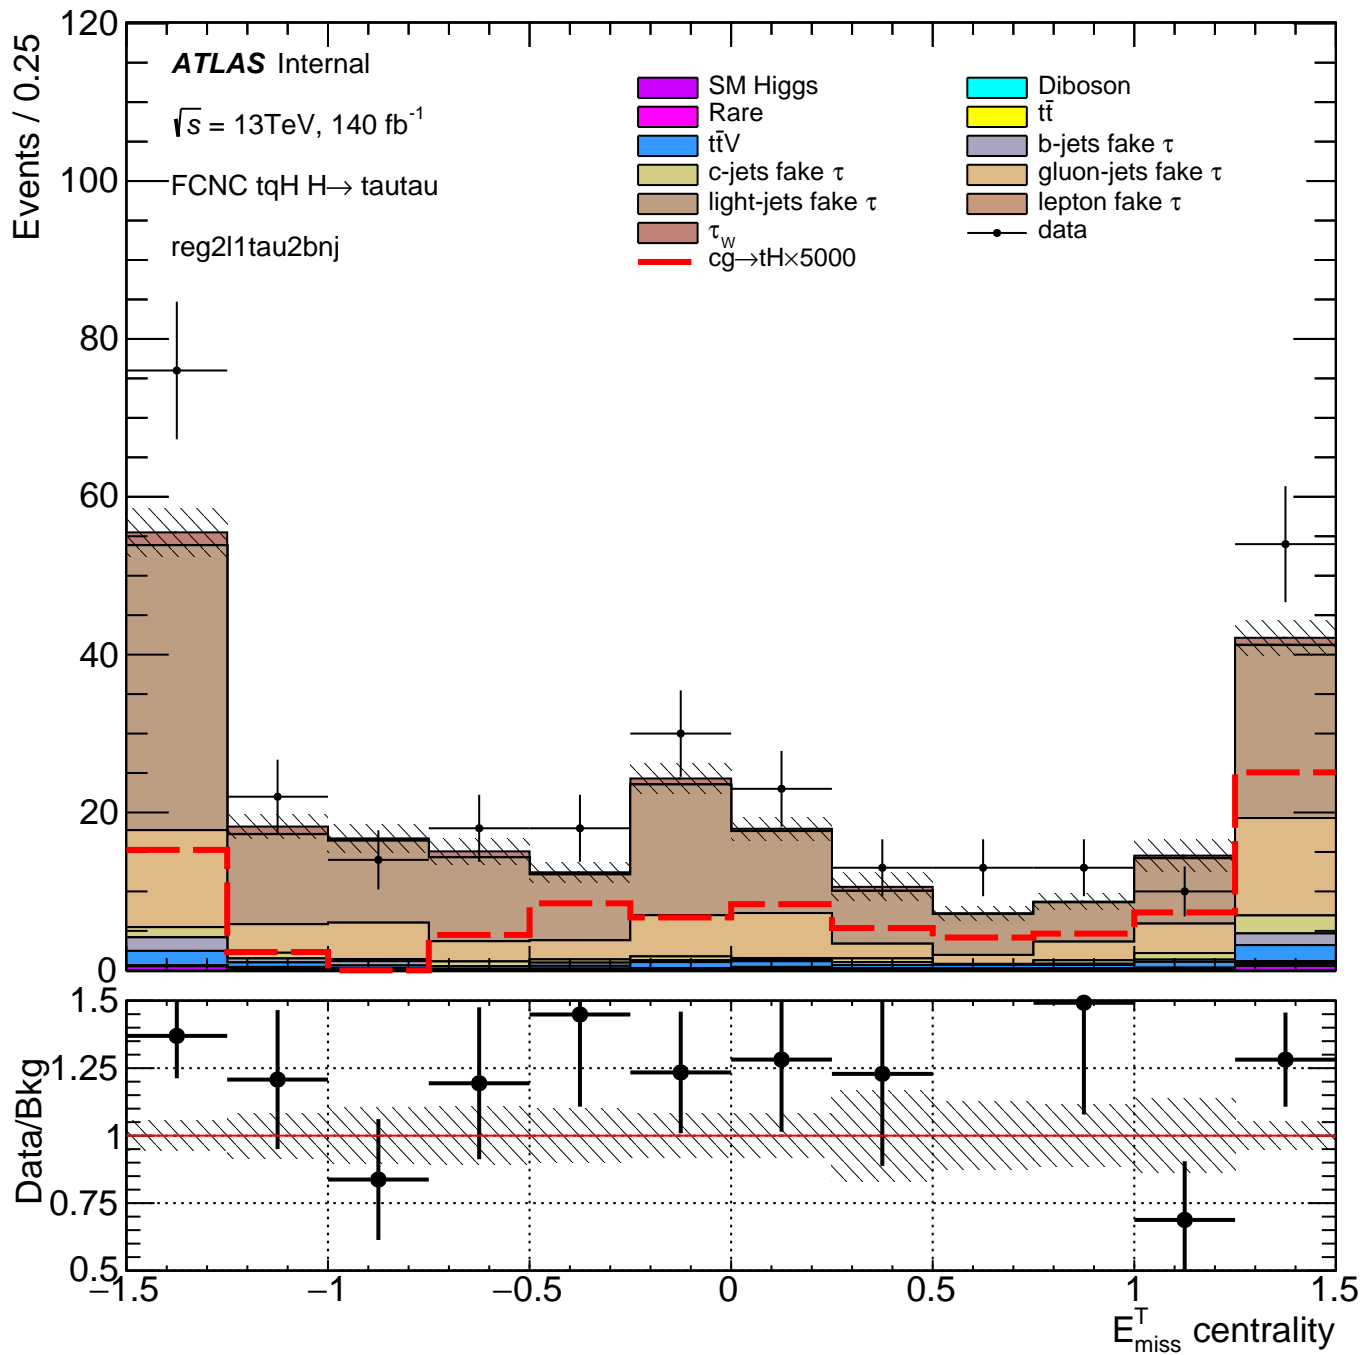 Events / 0.25
120
100
80
60
40
20
0
ATLAS Internal
√s = 13TeV, 140 fb⁻¹
FCNC tqH H→ tautau
reg2l1tau2bnj
SM Higgs
Rare
tt̄V
c-jets fake τ
light-jets fake τ
τ_W
cg→tH×5000
Diboson
tt̄
b-jets fake τ
gluon-jets fake τ
lepton fake τ
data
Data/Bkg
1.5
1.25
1
0.75
0.5
−1.5 −1 −0.5 0 0.5 1 1.5
E^T_miss centrality